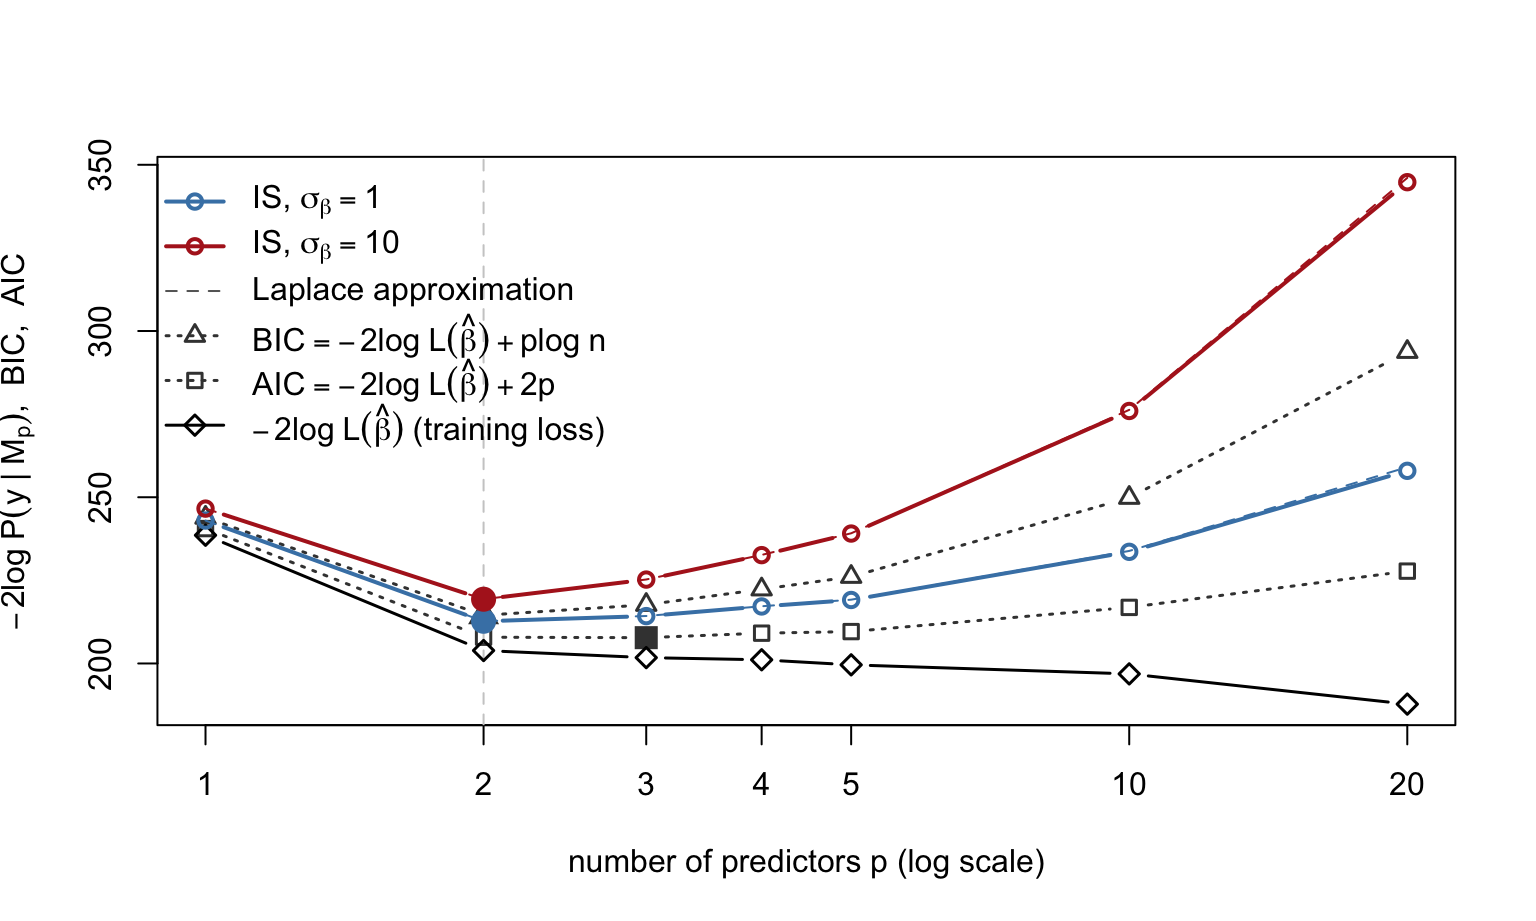 350
300
250
200
−2log P(y | Mp), BIC, AIC
IS, σβ = 1
IS, σβ = 10
Laplace approximation
BIC = −2log L(β̂) + plog n
AIC = −2log L(β̂) + 2p
−2log L(β̂) (training loss)
1 2 3 4 5 10 20
number of predictors p (log scale)